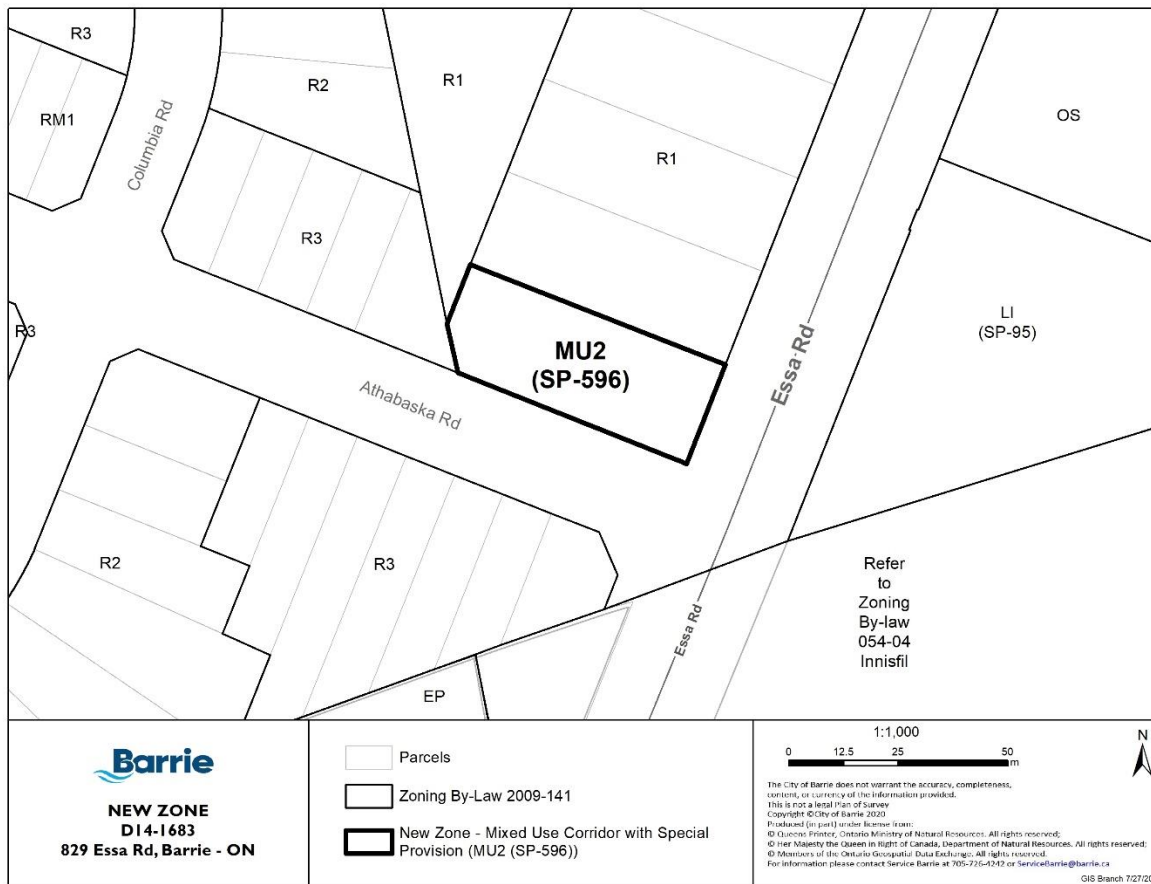 R3
RM1
Columbia Rd
R2
R1
R1
OS
R3
R3
MU2
(SP-596)
Essa Rd
LI
(SP-95)
Athabaska Rd
R2
R3
Refer
to
Zoning
By-law
054-04
Innisfil
Essa Rd
EP
Barrie
NEW ZONE
D14-1683
829 Essa Rd, Barrie - ON
Parcels
Zoning By-Law 2009-141
New Zone - Mixed Use Corridor with Special
Provision (MU2 (SP-596))
1:1,000
0 12.5 25 50
m
N
The City of Barrie does not warrant the accuracy, completeness,
content, or currency of the information provided.
This is not a legal Plan of Survey
Copyright ©City of Barrie 2020
Produced (in part) under license from:
© Queens Printer, Ontario Ministry of Natural Resources. All rights reserved;
© Her Majesty the Queen in Right of Canada, Department of Natural Resources. All rights reserved;
© Members of the Ontario Geospatial Data Exchange. All rights reserved.
For information please contact Service Barrie at 705-726-4242 or ServiceBarrie@barrie.ca
GIS Branch 7/27/20